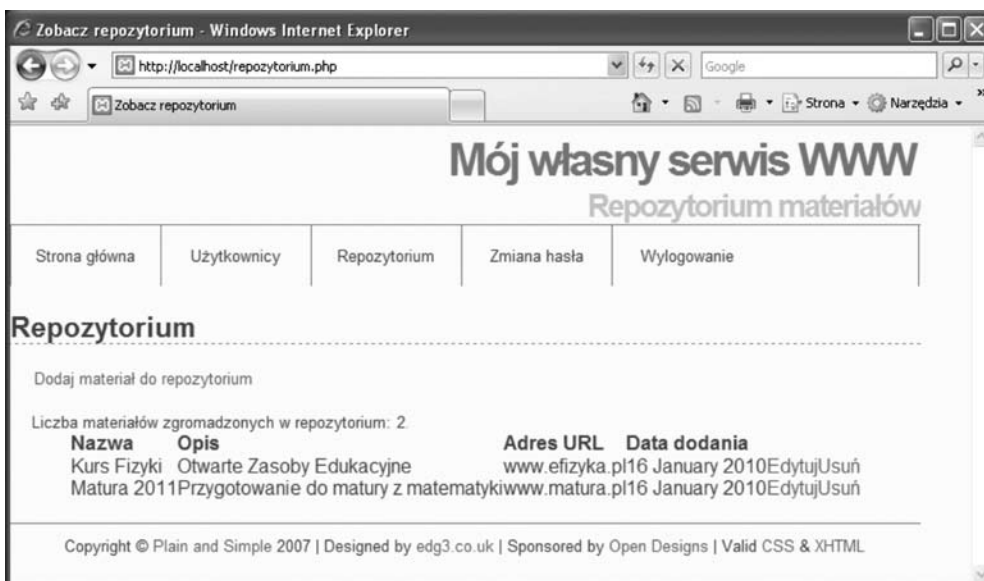 Zobacz repozytorium - Windows Internet Explorer
http://localhost/repozytorium.php
Google
Zobacz repozytorium
Strona
Narzędzia
Mój własny serwis WWW
Repozytorium materiałów
Strona główna Użytkownicy Repozytorium Zmiana hasła Wylogowanie
Repozytorium
Dodaj materiał do repozytorium
Liczba materiałów zgromadzonych w repozytorium: 2.
Nazwa Opis Adres URL Data dodania
Kurs Fizyki Otwarte Zasoby Edukacyjne www.efizyka.pl16 January 2010EdytujUsuń
Matura 2011Przygotowanie do matury z matematykiwww.matura.pl16 January 2010EdytujUsuń
Copyright © Plain and Simple 2007 | Designed by edg3.co.uk | Sponsored by Open Designs | Valid CSS & XHTML